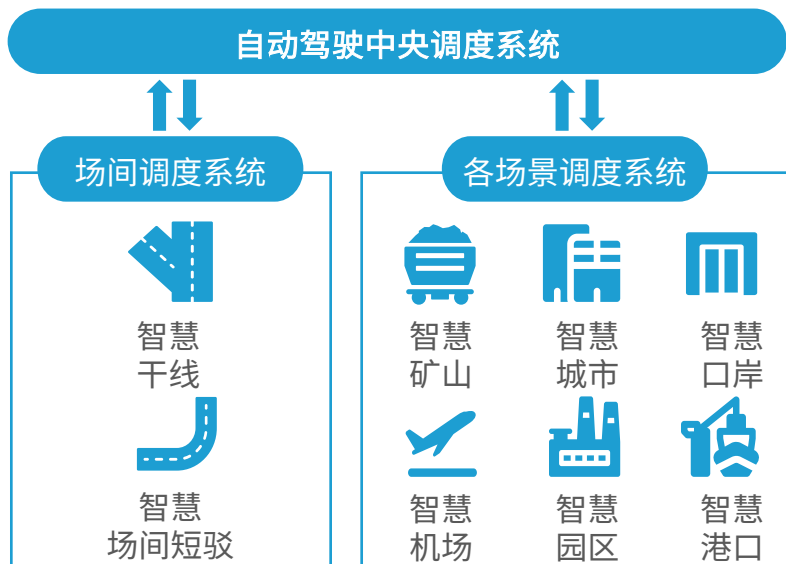 自动驾驶中央调度系统
场间调度系统
智慧
干线
智慧
场间短驳
各场景调度系统
智慧
矿山
智慧
城市
智慧
口岸
智慧
机场
智慧
园区
智慧
港口